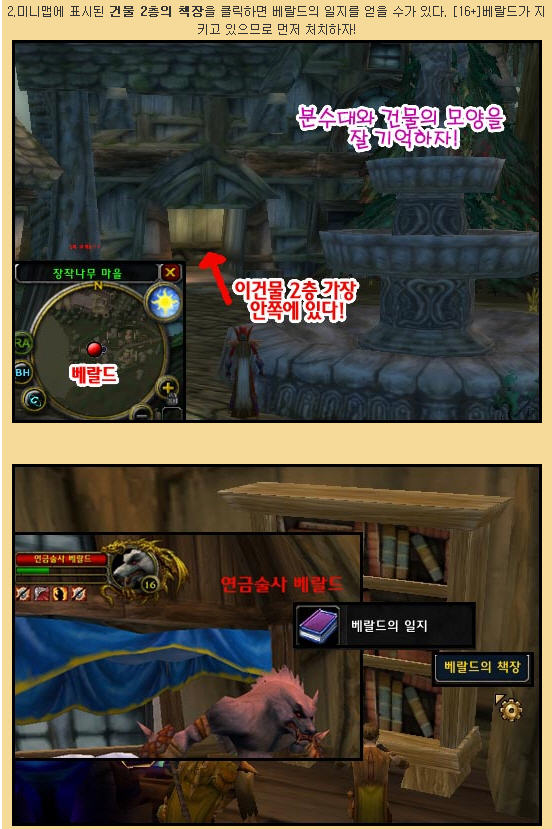 2,미니맵에 표시된 건물 2층의 책장을 클릭하면 베랄드의 일지를 얻을 수가 있다, [16+]베랄드가 지
키고 있으므로 먼저 처치하자!
분수대와 건물의 모양을
잘 기억하자!
장작나무 마을
N
이건물 2층 가장
안쪽에 있다!
RA
BH
베랄드
연금술사 베랄드
16
연금술사 베랄드
베랄드의 일지
베랄드의 책장